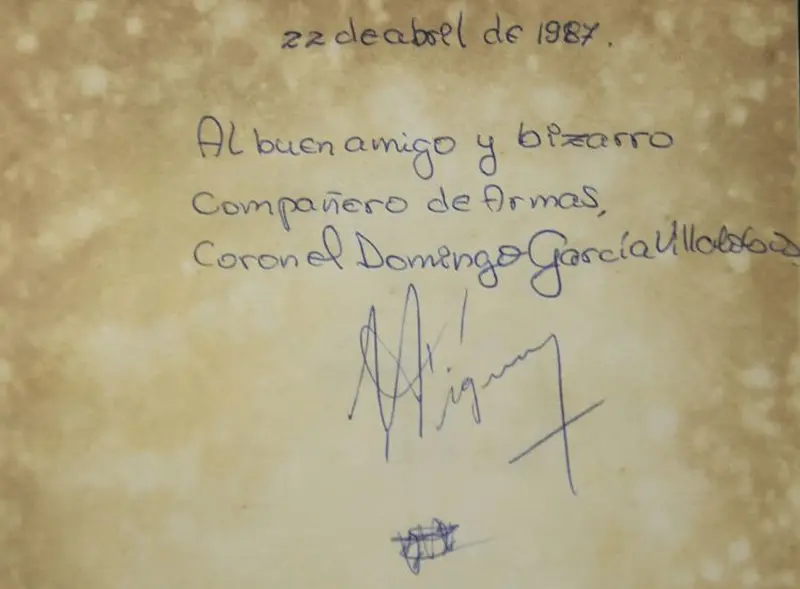 22 de abril de 1987.
Al buen amigo y bizarro
Compañero de Armas,
Coronel Domingo García Villalobos